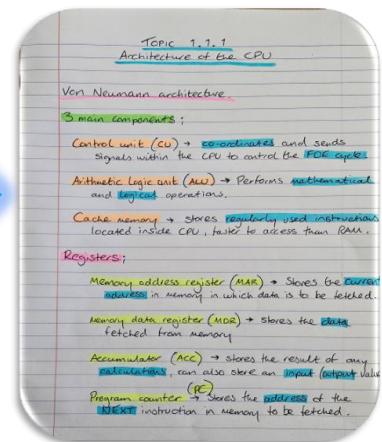 TOPIC 1.1.1
Architecture of the CPU
Von Neumann architecture.
3 main components;
Control unit (CU) → co-ordinates and sends
signals within the CPU to control the FDE cycle.
Arithmetic Logic unit (ALU) → Performs mathematical
and logical operations.
Cache memory → stores regularly used instructions
located inside CPU, faster to access than RAM.
Registers;
Memory address register (MAR) → Stores the current
address in memory in which data is to be fetched.
Memory data register (MDR) → stores the data
fetched from memory
Accumulator (ACC) → stores the result of any
calculations, can also store an input/output value
(PC)
Program counter → Stores the address of the
NEXT instruction in memory to be fetched.